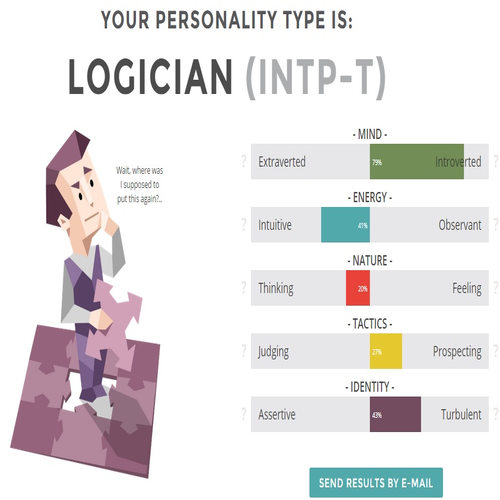 YOUR PERSONALITY TYPE IS:
LOGICIAN (INTP-T)
Wait, where was
I supposed to
put this again?..
- MIND -
? Extraverted 79% Introverted ?
- ENERGY -
? Intuitive 41% Observant ?
- NATURE -
? Thinking 20% Feeling ?
- TACTICS -
? Judging 27% Prospecting ?
- IDENTITY -
? Assertive 43% Turbulent ?
SEND RESULTS BY E-MAIL